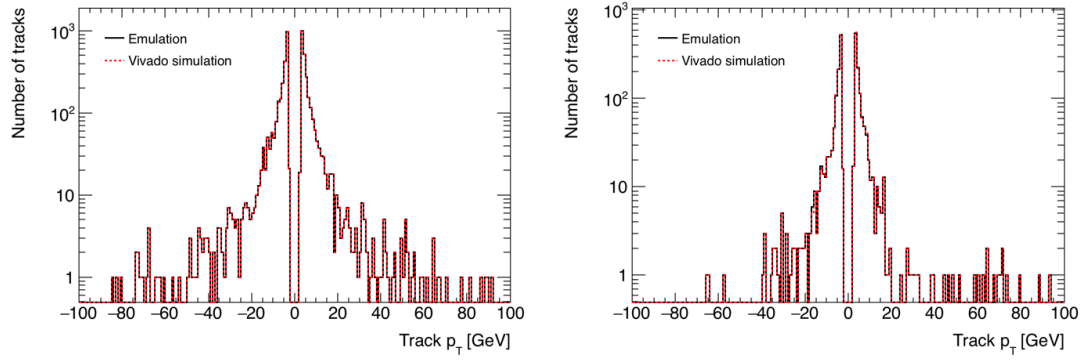 Number of tracks
10³
10²
10
1
Emulation
Vivado simulation
−100 −80 −60 −40 −20 0 20 40 60 80 100
Track pT [GeV]
Number of tracks
10³
10²
10
1
Emulation
Vivado simulation
−100 −80 −60 −40 −20 0 20 40 60 80 100
Track pT [GeV]